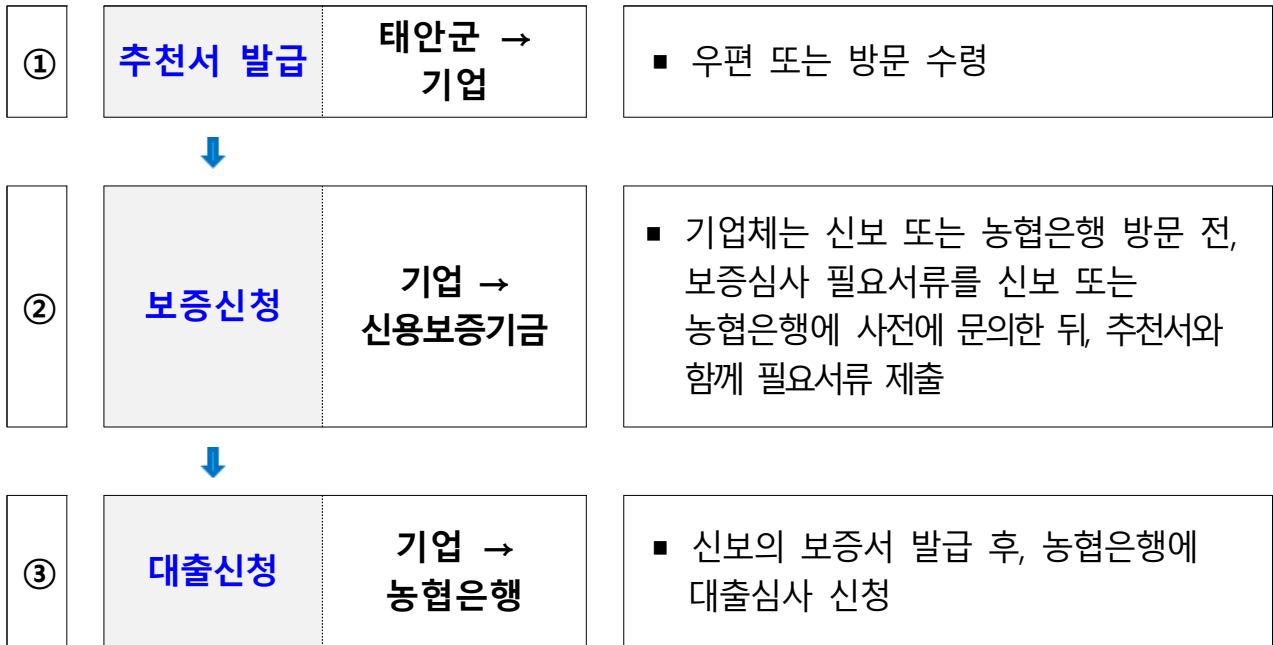 ①
추천서 발급
태안군 →
기업
▪ 우편 또는 방문 수령
②
보증신청
기업 →
신용보증기금
▪ 기업체는 신보 또는 농협은행 방문 전,
보증심사 필요서류를 신보 또는
농협은행에 사전에 문의한 뒤, 추천서와
함께 필요서류 제출
③
대출신청
기업 →
농협은행
▪ 신보의 보증서 발급 후, 농협은행에
대출심사 신청